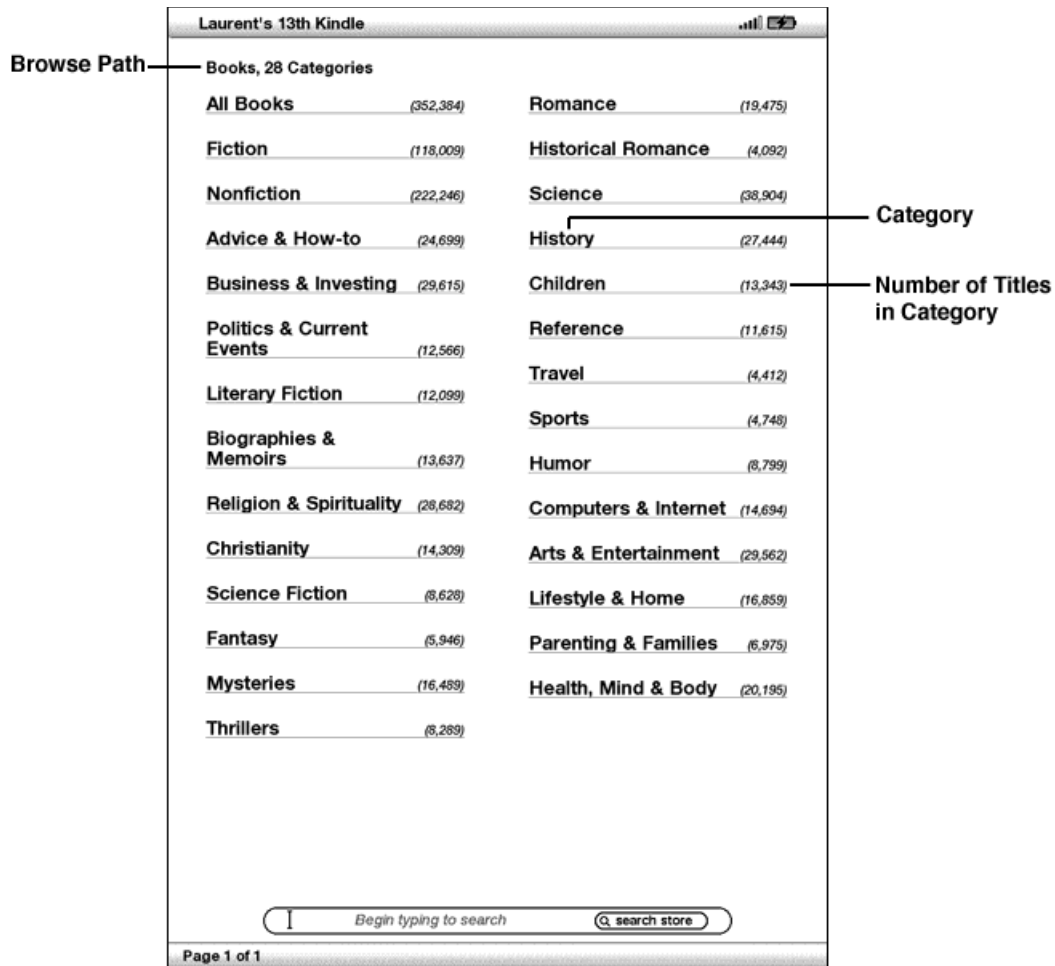 Laurent's 13th Kindle
Browse Path
Books, 28 Categories
All Books (352,384)
Fiction (118,009)
Nonfiction (222,246)
Advice & How-to (24,699)
Business & Investing (29,615)
Politics & Current
Events (12,566)
Literary Fiction (12,099)
Biographies &
Memoirs (13,637)
Religion & Spirituality (28,682)
Christianity (14,309)
Science Fiction (8,628)
Fantasy (5,946)
Mysteries (16,489)
Thrillers (8,289)
Romance (19,475)
Historical Romance (4,092)
Science (38,904)
History (27,444)
Children (13,343)
Reference (11,615)
Travel (4,412)
Sports (4,748)
Humor (8,799)
Computers & Internet (14,694)
Arts & Entertainment (29,562)
Lifestyle & Home (16,859)
Parenting & Families (6,975)
Health, Mind & Body (20,195)
Category
Number of Titles
in Category
Begin typing to search
search store
Page 1 of 1